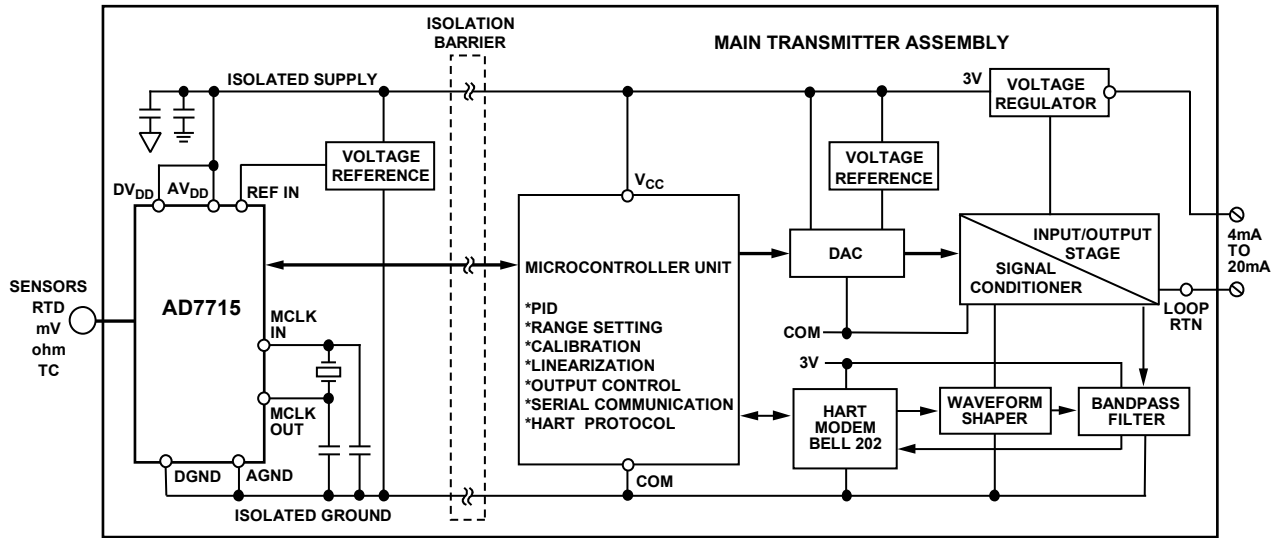 ISOLATION
BARRIER
MAIN TRANSMITTER ASSEMBLY
ISOLATED SUPPLY
3V
VOLTAGE
REGULATOR
VOLTAGE
REFERENCE
VOLTAGE
REFERENCE
DVDD
AVDD
REF IN
VCC
SENSORS
RTD
mV
ohm
TC
AD7715
MCLK
IN
MCLK
OUT
DGND
AGND
ISOLATED GROUND
MICROCONTROLLER UNIT
*PID
*RANGE SETTING
*CALIBRATION
*LINEARIZATION
*OUTPUT CONTROL
*SERIAL COMMUNICATION
*HART PROTOCOL
COM
DAC
INPUT/OUTPUT
STAGE
SIGNAL
CONDITIONER
4mA
TO
20mA
LOOP
RTN
COM
3V
HART
MODEM
BELL 202
WAVEFORM
SHAPER
BANDPASS
FILTER